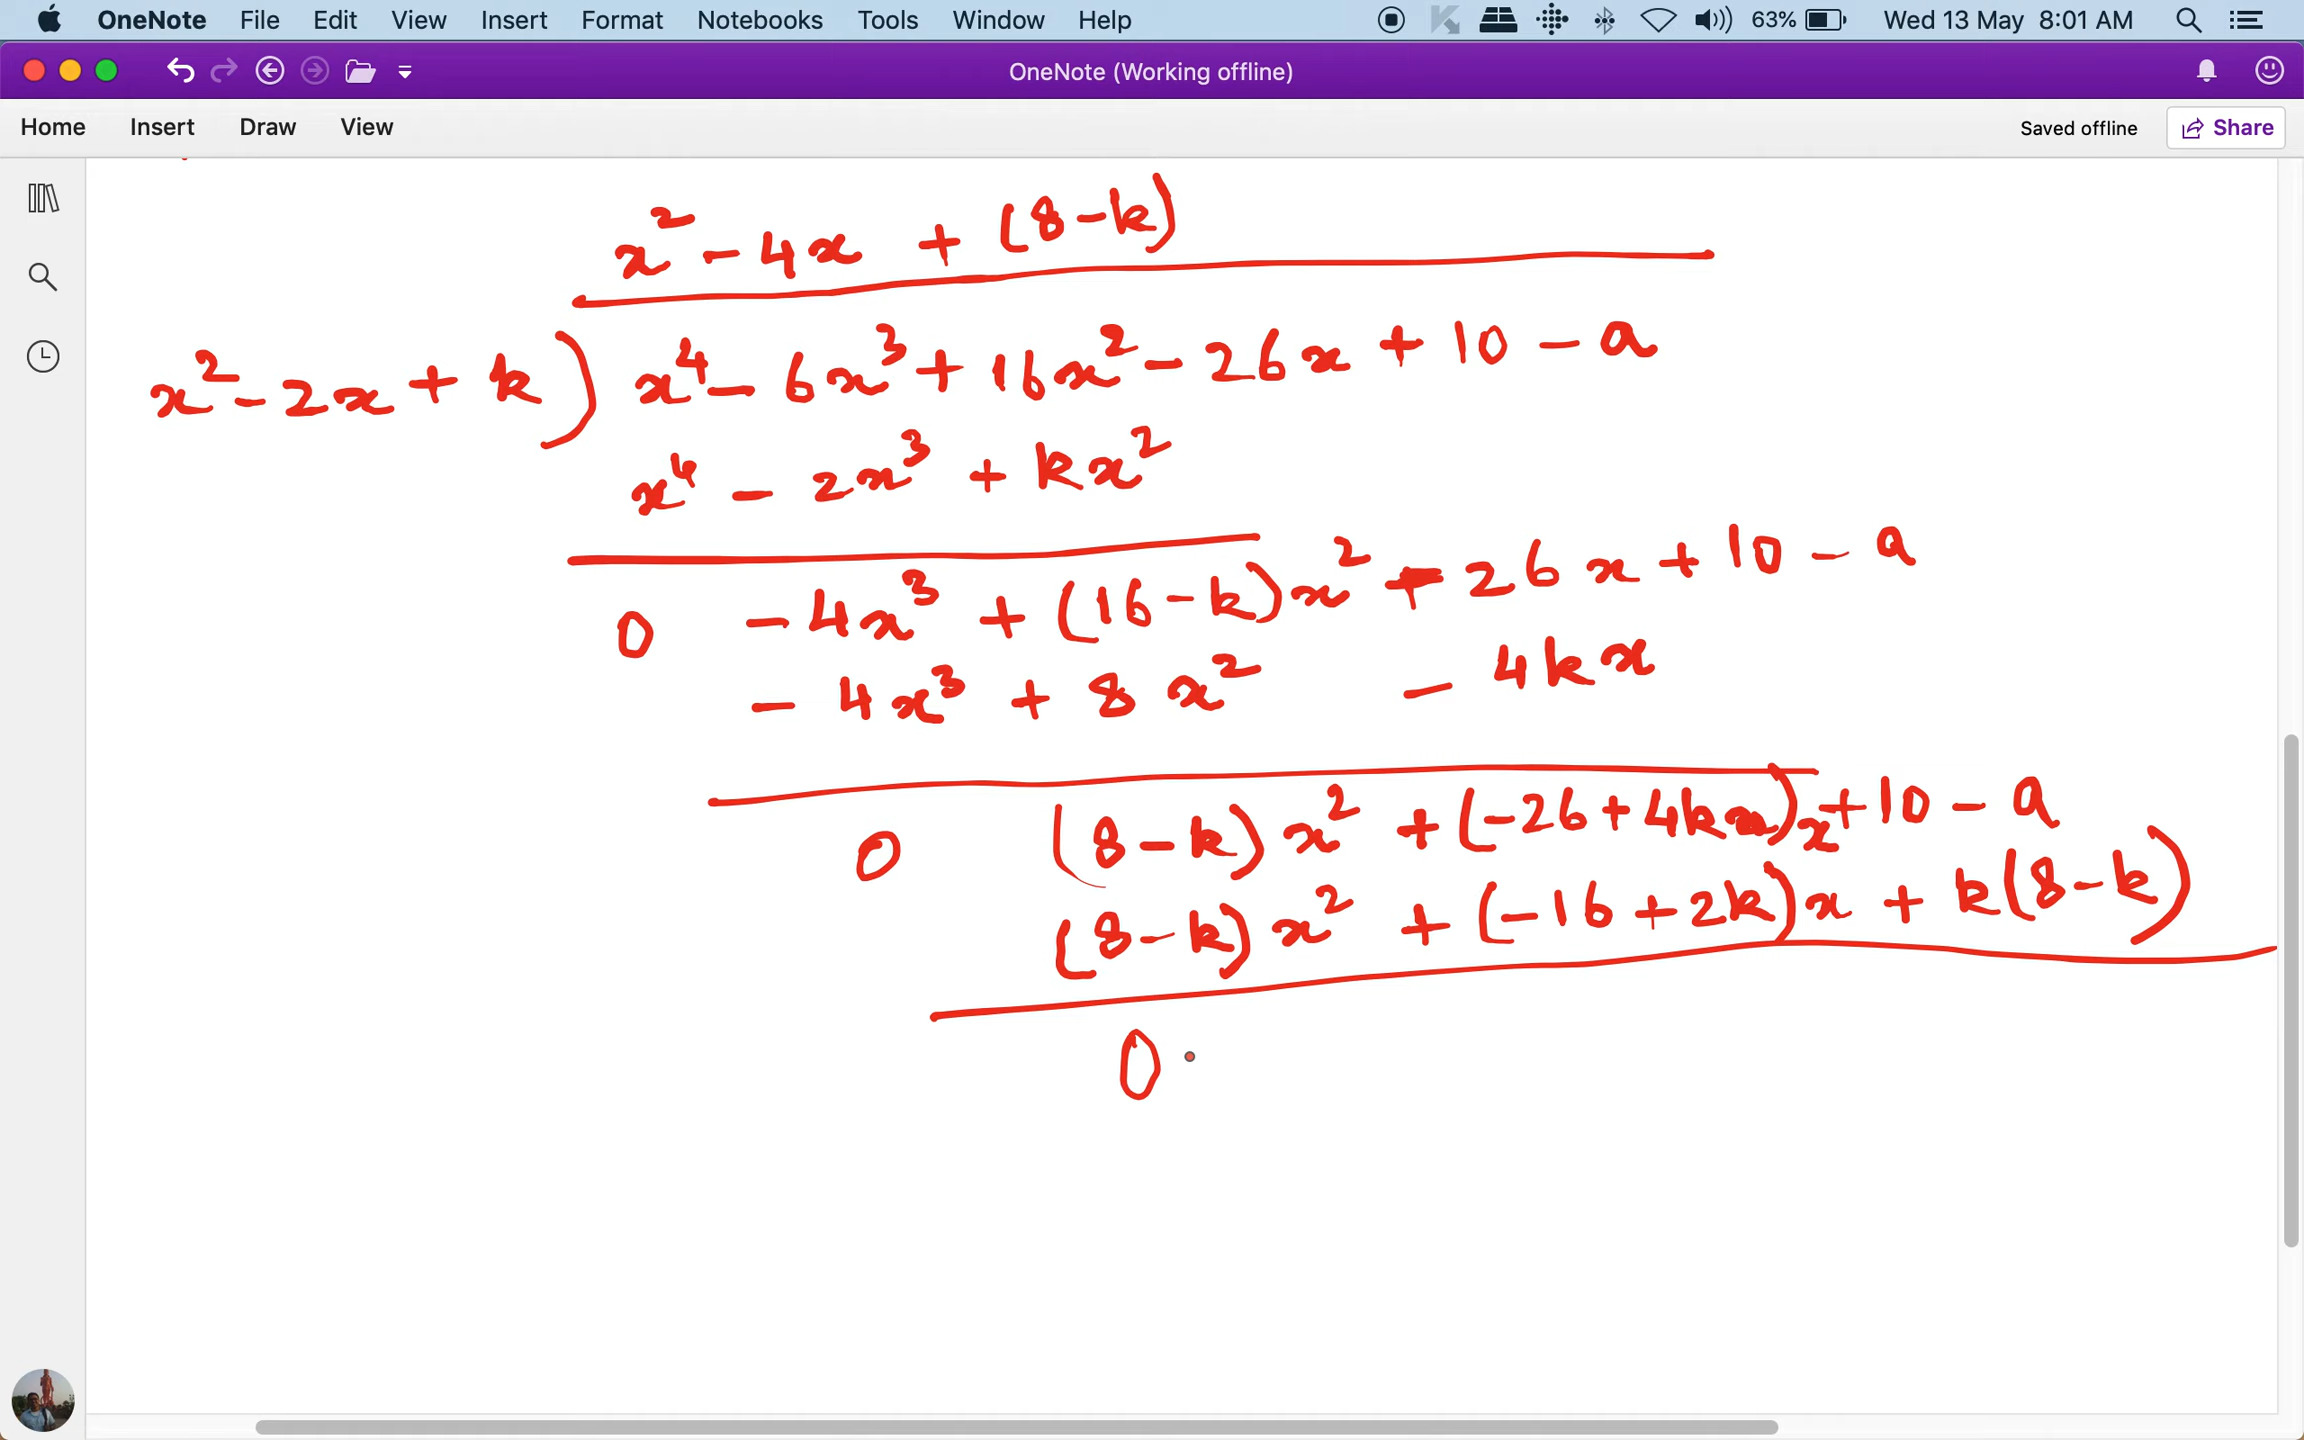 OneNote File Edit View Insert Format Notebooks Tools Window Help 63% Wed 13 May 8:01 AM
OneNote (Working offline)
Home Insert Draw View Saved offline Share
x² - 4x + (8-k)
x² - 2x + k ) x⁴ - 6x³ + 16x² - 26x + 10 - a
x⁴ - 2x³ + kx²
0 - 4x³ + (16-k)x² - 26x + 10 - a
- 4x³ + 8x² - 4kx
0 (8-k)x² + (-26+4k)x + 10 - a
(8-k)x² + (-16+2k)x + k(8-k)
0